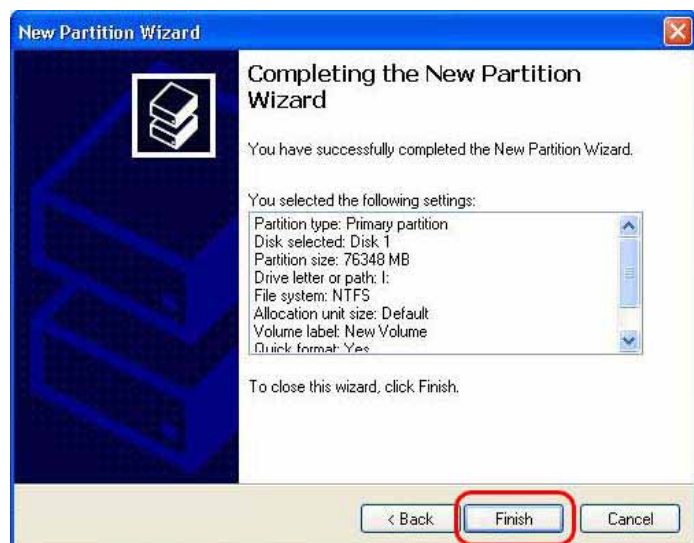 New Partition Wizard
Completing the New Partition
Wizard
You have successfully completed the New Partition Wizard.
You selected the following settings:
Partition type: Primary partition
Disk selected: Disk 1
Partition size: 76348 MB
Drive letter or path: I:
File system: NTFS
Allocation unit size: Default
Volume label: New Volume
Quick format: Yes
To close this wizard, click Finish.
< Back
Finish
Cancel